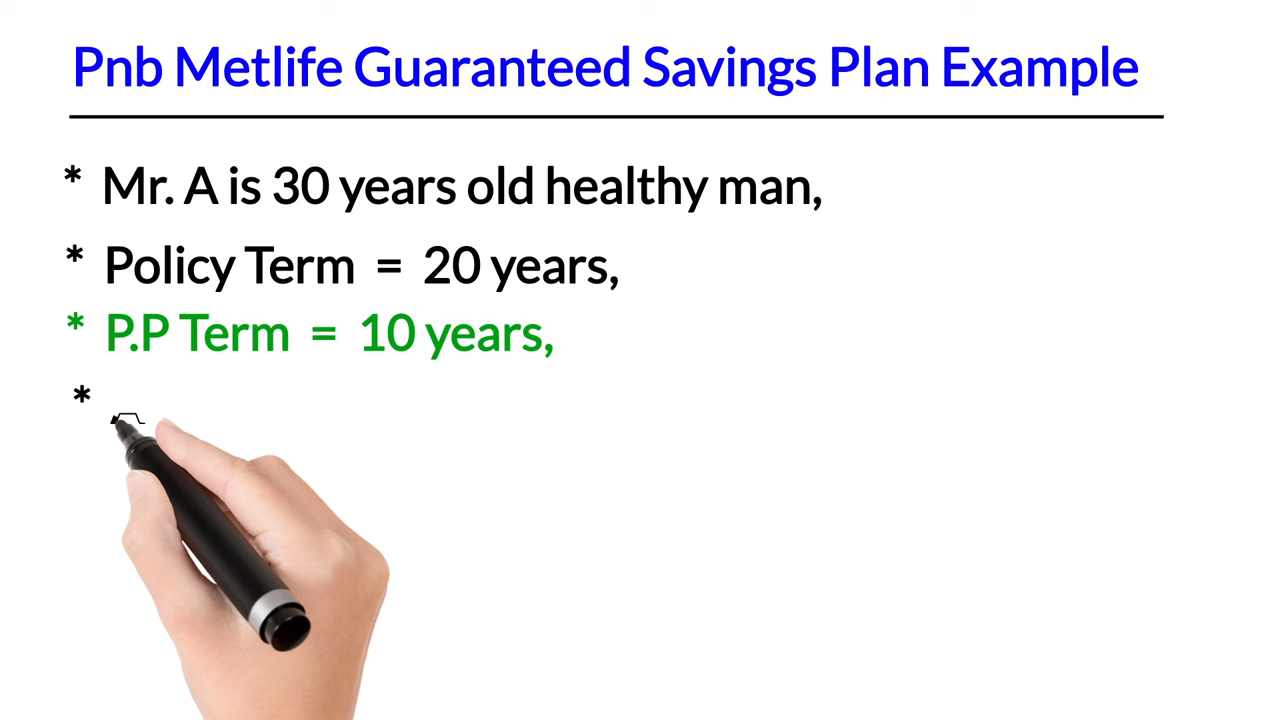 Pnb Metlife Guaranteed Savings Plan Example
* Mr. A is 30 years old healthy man,
* Policy Term = 20 years,
* P.P Term = 10 years,
*